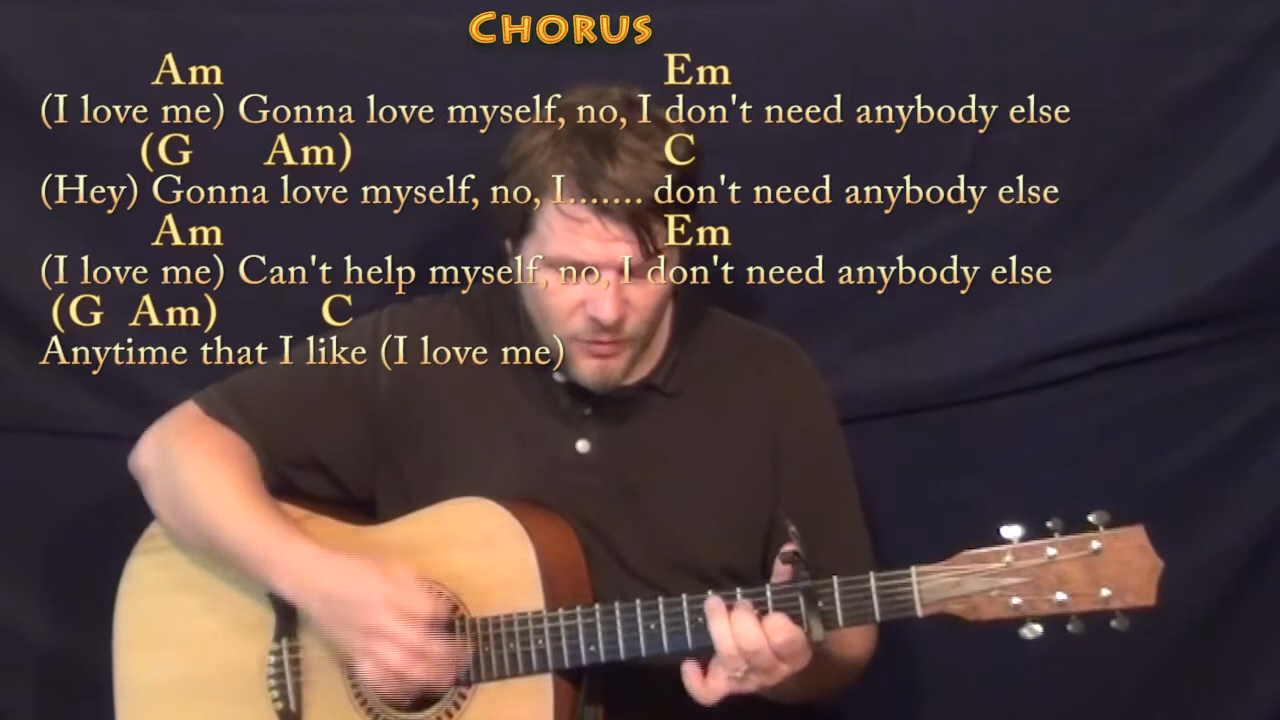 CHORUS
Am Em
(I love me) Gonna love myself, no, I don't need anybody else
(G Am) C
(Hey) Gonna love myself, no, I....... don't need anybody else
Am Em
(I love me) Can't help myself, no, I don't need anybody else
(G Am) C
Anytime that I like (I love me)